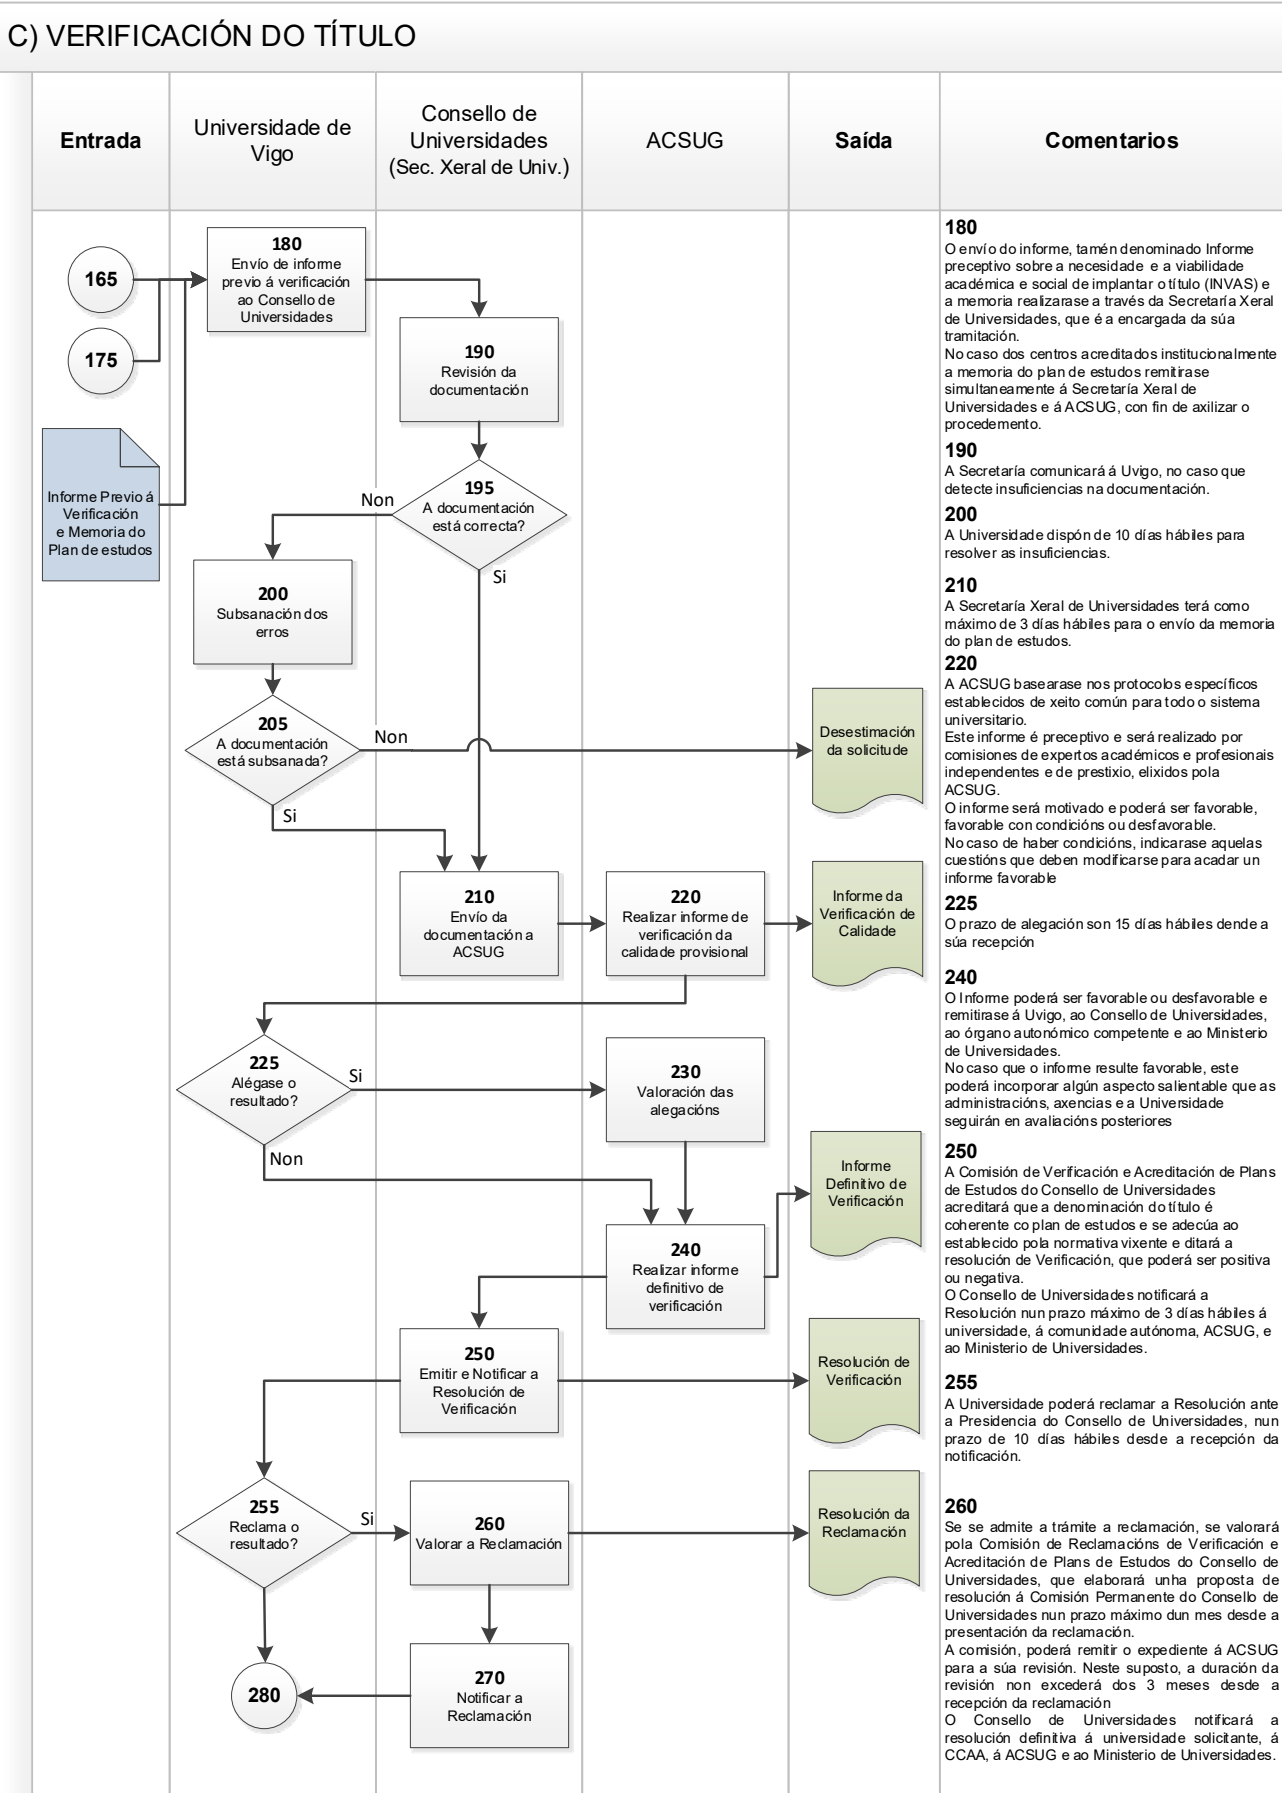 C) VERIFICACIÓN DO TÍTULO
Entrada
Universidade de
Vigo
Consello de
Universidades
(Sec. Xeral de Univ.)
ACSUG
Saída
Comentarios
165
175
Informe Previo á
Verificación
e Memoria do
Plan de estudos
180
Envío de informe
previo á verificación
ao Consello de
Universidades
190
Revisión da
documentación
195
A documentación
está correcta?
Non
Si
200
Subsanación dos
erros
205
A documentación
está subsanada?
Non
Si
Desestimación
da solicitude
210
Envío da
documentación a
ACSUG
220
Realizar informe de
verificación da
calidade provisional
Informe da
Verificación de
Calidade
225
Alégase o
resultado?
Si
Non
230
Valoración das
alegacións
240
Realizar informe
definitivo de
verificación
Informe
Definitivo de
Verificación
250
Emitir e Notificar a
Resolución de
Verificación
Resolución de
Verificación
255
Reclama o
resultado?
Si
260
Valorar a Reclamación
Resolución da
Reclamación
270
Notificar a
Reclamación
280
180
O envío do informe, tamén denominado Informe
preceptivo sobre a necesidade e a viabilidade
académica e social de implantar o título (INVAS) e
a memoria realizarase a través da Secretaría Xeral
de Universidades, que é a encargada da súa
tramitación.
No caso dos centros acreditados institucionalmente
a memoria do plan de estudos remitirase
simultaneamente á Secretaría Xeral de
Universidades e á ACSUG, con fin de axilizar o
procedemento.
190
A Secretaría comunicará á Uvigo, no caso que
detecte insuficiencias na documentación.
200
A Universidade dispón de 10 días hábiles para
resolver as insuficiencias.
210
A Secretaría Xeral de Universidades terá como
máximo de 3 días hábiles para o envío da memoria
do plan de estudos.
220
A ACSUG basearase nos protocolos específicos
establecidos de xeito común para todo o sistema
universitario.
Este informe é preceptivo e será realizado por
comisiones de expertos académicos e profesionais
independentes e de prestixio, elixidos pola
ACSUG.
O informe será motivado e poderá ser favorable,
favorable con condicións ou desfavorable.
No caso de haber condicións, indicarase aquelas
cuestións que deben modificarse para acadar un
informe favorable
225
O prazo de alegación son 15 días hábiles dende a
súa recepción
240
O Informe poderá ser favorable ou desfavorable e
remitirase á Uvigo, ao Consello de Universidades,
ao órgano autonómico competente e ao Ministerio
de Universidades.
No caso que o informe resulte favorable, este
poderá incorporar algún aspecto salientable que as
administracións, axencias e a Universidade
seguirán en avaliacións posteriores
250
A Comisión de Verificación e Acreditación de Plans
de Estudos do Consello de Universidades
acreditará que a denominación do título é
coherente co plan de estudos e se adecúa ao
establecido pola normativa vixente e ditará a
resolución de Verificación, que poderá ser positiva
ou negativa.
O Consello de Universidades notificará a
Resolución nun prazo máximo de 3 días hábiles á
universidade, á comunidade autónoma, ACSUG, e
ao Ministerio de Universidades.
255
A Universidade poderá reclamar a Resolución ante
a Presidencia do Consello de Universidades, nun
prazo de 10 días hábiles desde a recepción da
notificación.
260
Se se admite a trámite a reclamación, se valorará
pola Comisión de Reclamacións de Verificación e
Acreditación de Plans de Estudos do Consello de
Universidades, que elaborará unha proposta de
resolución á Comisión Permanente do Consello de
Universidades nun prazo máximo dun mes desde a
presentación da reclamación.
A comisión, poderá remitir o expediente á ACSUG
para a súa revisión. Neste suposto, a duración da
revisión non excederá dos 3 meses desde a
recepción da reclamación
O Consello de Universidades notificará a
resolución definitiva á universidade solicitante, á
CCAA, á ACSUG e ao Ministerio de Universidades.